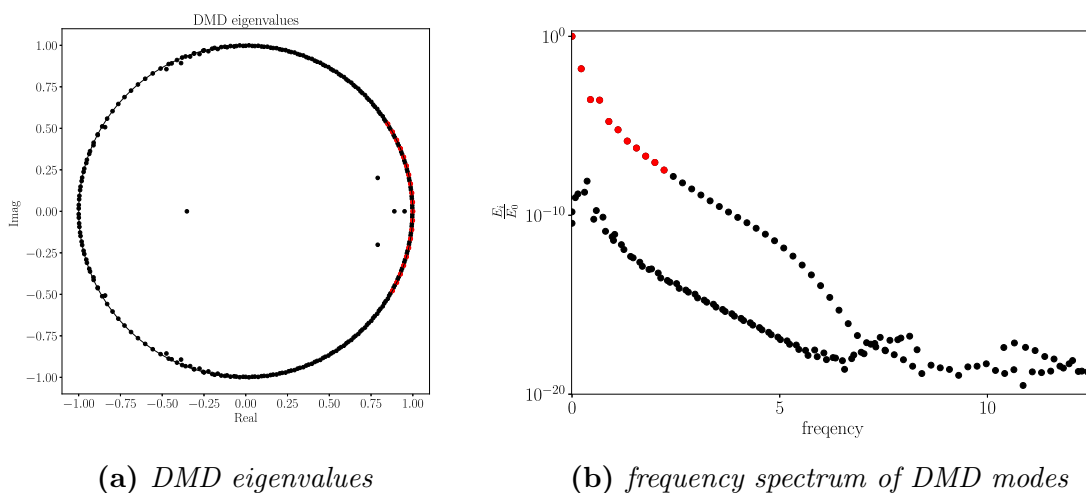 DMD eigenvalues
1.00
0.75
0.50
0.25
0.00
−0.25
−0.50
−0.75
−1.00
Imag
−1.00 −0.75 −0.50 −0.25 0.00 0.25 0.50 0.75 1.00
Real
10^0
10^{-10}
10^{-20}
E_i/E_0
0 5 10
freqency
(a) DMD eigenvalues
(b) frequency spectrum of DMD modes